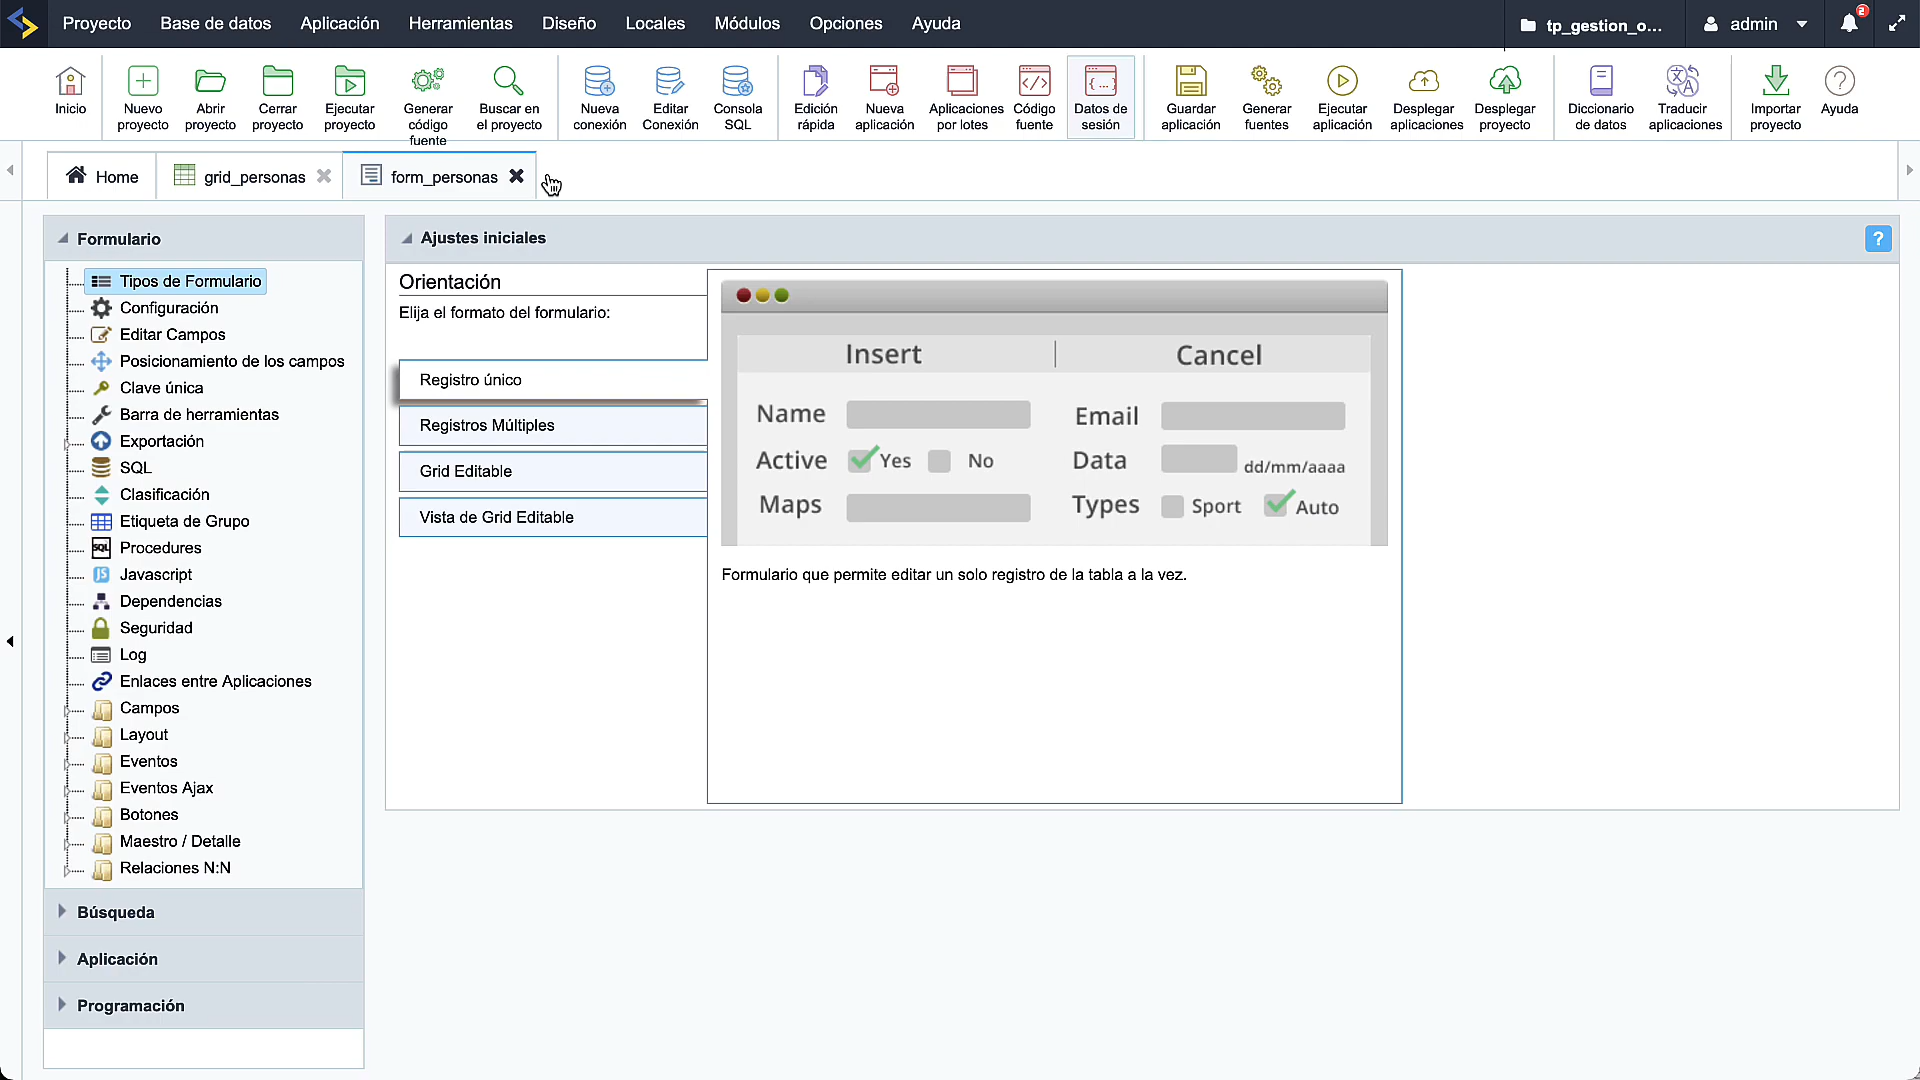 Proyecto Base de datos Aplicación Herramientas Diseño Locales Módulos Opciones Ayuda tp_gestion_o... admin 2
Inicio
Nuevo proyecto
Abrir proyecto
Cerrar proyecto
Ejecutar proyecto
Generar código fuente
Buscar en el proyecto
Nueva conexión
Editar Conexión
Consola SQL
Edición rápida
Nueva aplicación
Aplicaciones por lotes
Código fuente
Datos de sesión
Guardar aplicación
Generar fuentes
Ejecutar aplicación
Desplegar aplicaciones
Desplegar proyecto
Diccionario de datos
Traducir aplicaciones
Importar proyecto
Ayuda
Home grid_personas form_personas
Formulario
Tipos de Formulario
Configuración
Editar Campos
Posicionamiento de los campos
Clave única
Barra de herramientas
Exportación
SQL
Clasificación
Etiqueta de Grupo
Procedures
Javascript
Dependencias
Seguridad
Log
Enlaces entre Aplicaciones
Campos
Layout
Eventos
Eventos Ajax
Botones
Maestro / Detalle
Relaciones N:N
Búsqueda
Aplicación
Programación
Ajustes iniciales ?
Orientación
Elija el formato del formulario:
Registro único
Registros Múltiples
Grid Editable
Vista de Grid Editable
Insert Cancel
Name Email
Active Yes No Data dd/mm/aaaa
Maps Types Sport Auto
Formulario que permite editar un solo registro de la tabla a la vez.